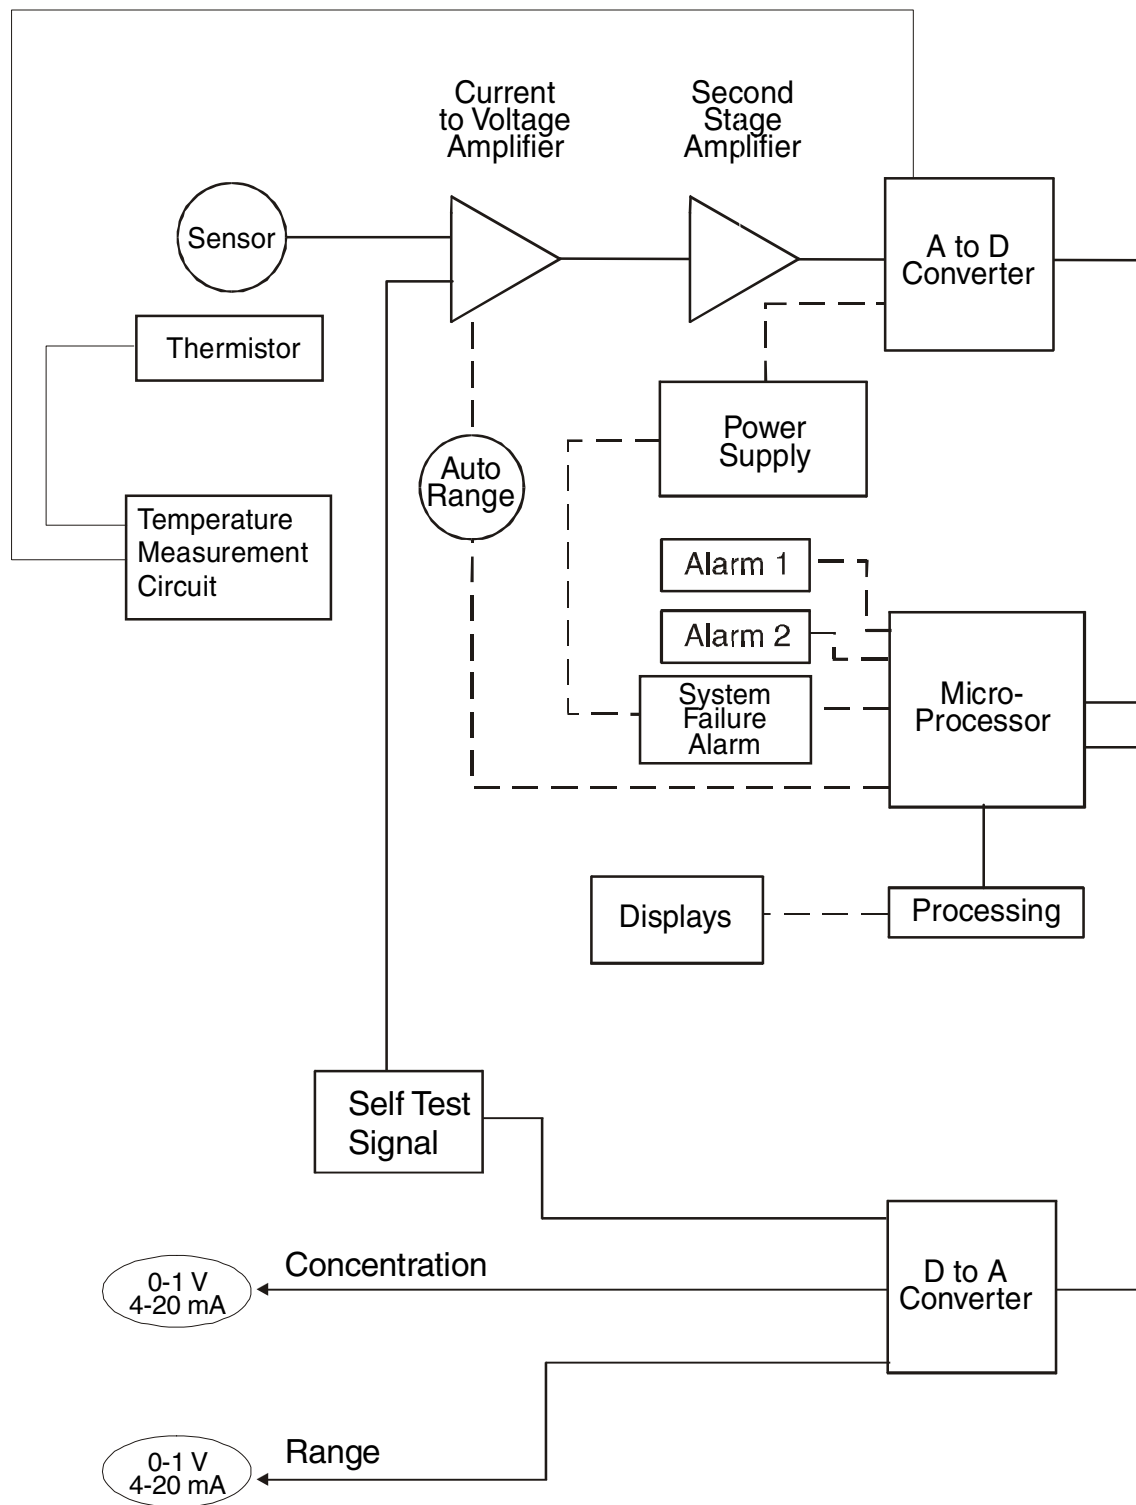 Current
to Voltage
Amplifier
Second
Stage
Amplifier
Sensor
A to D
Converter
Thermistor
Power
Supply
Auto
Range
Temperature
Measurement
Circuit
Alarm 1
Alarm 2
System
Failure
Alarm
Micro-
Processor
Displays
Processing
Self Test
Signal
Concentration
0-1 V
4-20 mA
D to A
Converter
Range
0-1 V
4-20 mA